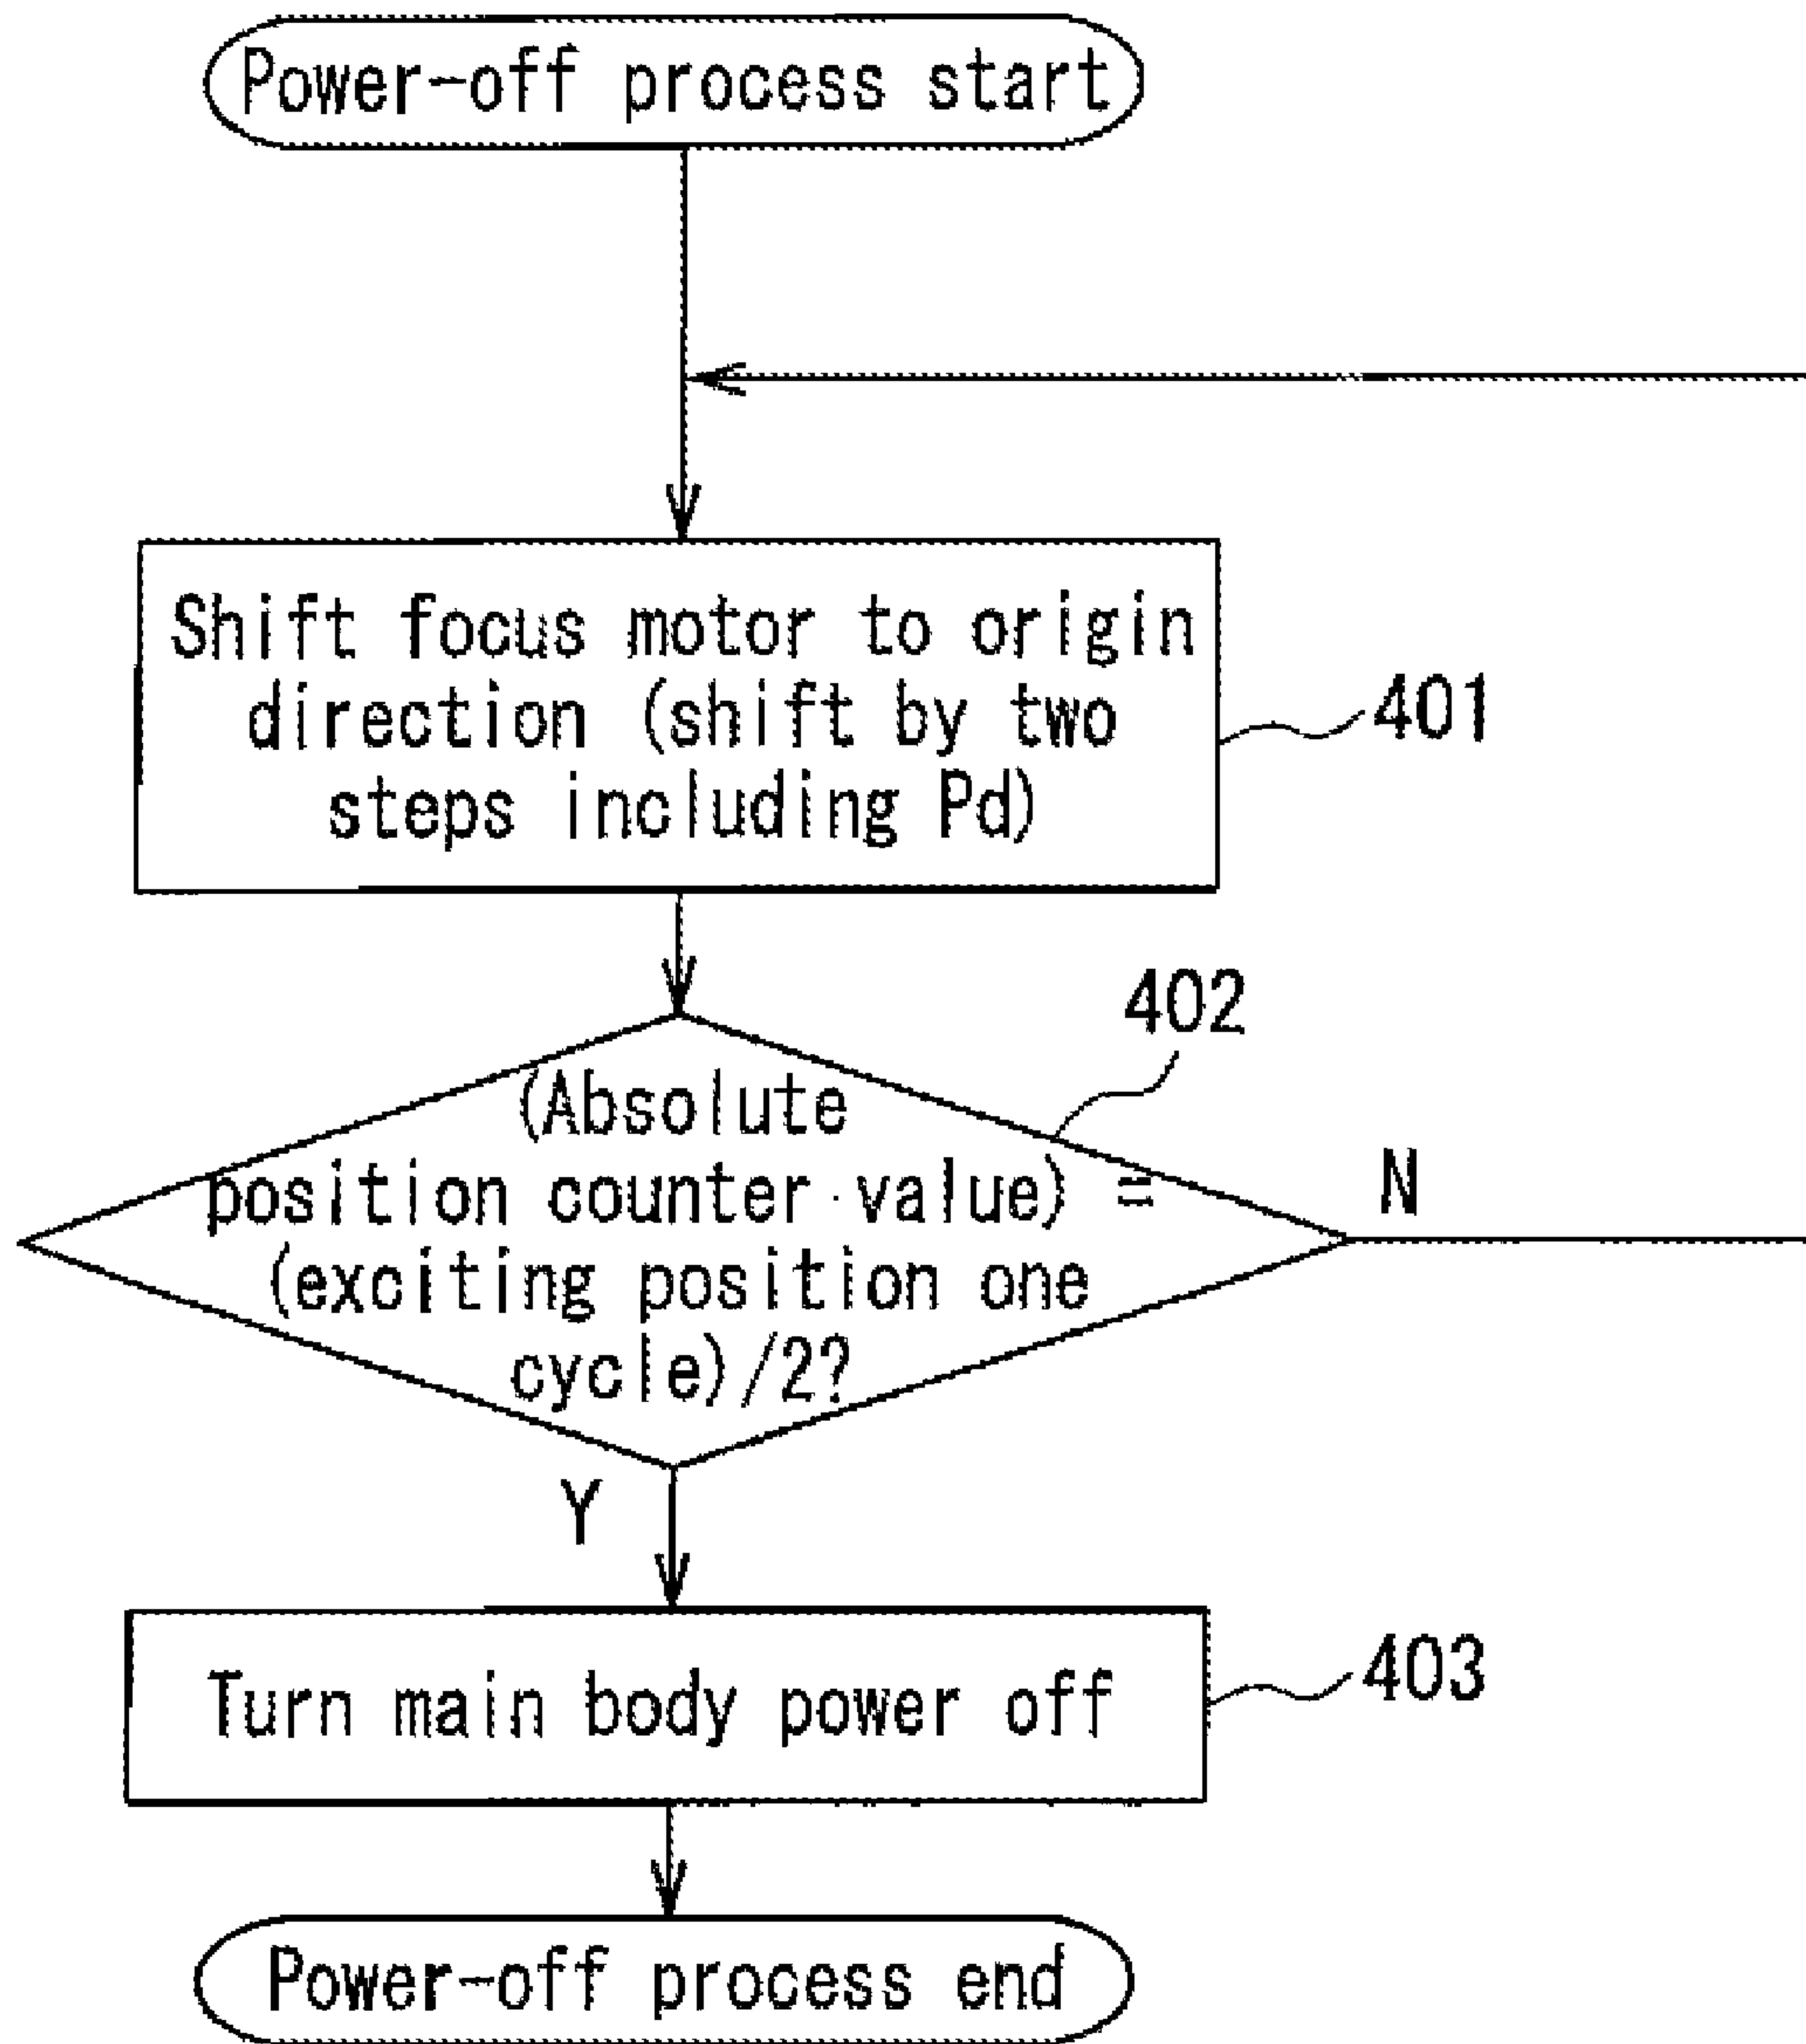 Power-off process start
Shift focus motor to origin
direction (shift by two
steps including Pd)
401
402
(Absolute
position counter value) =
(exciting position one
cycle)/2?
N
Y
Turn main body power off
403
Power-off process end